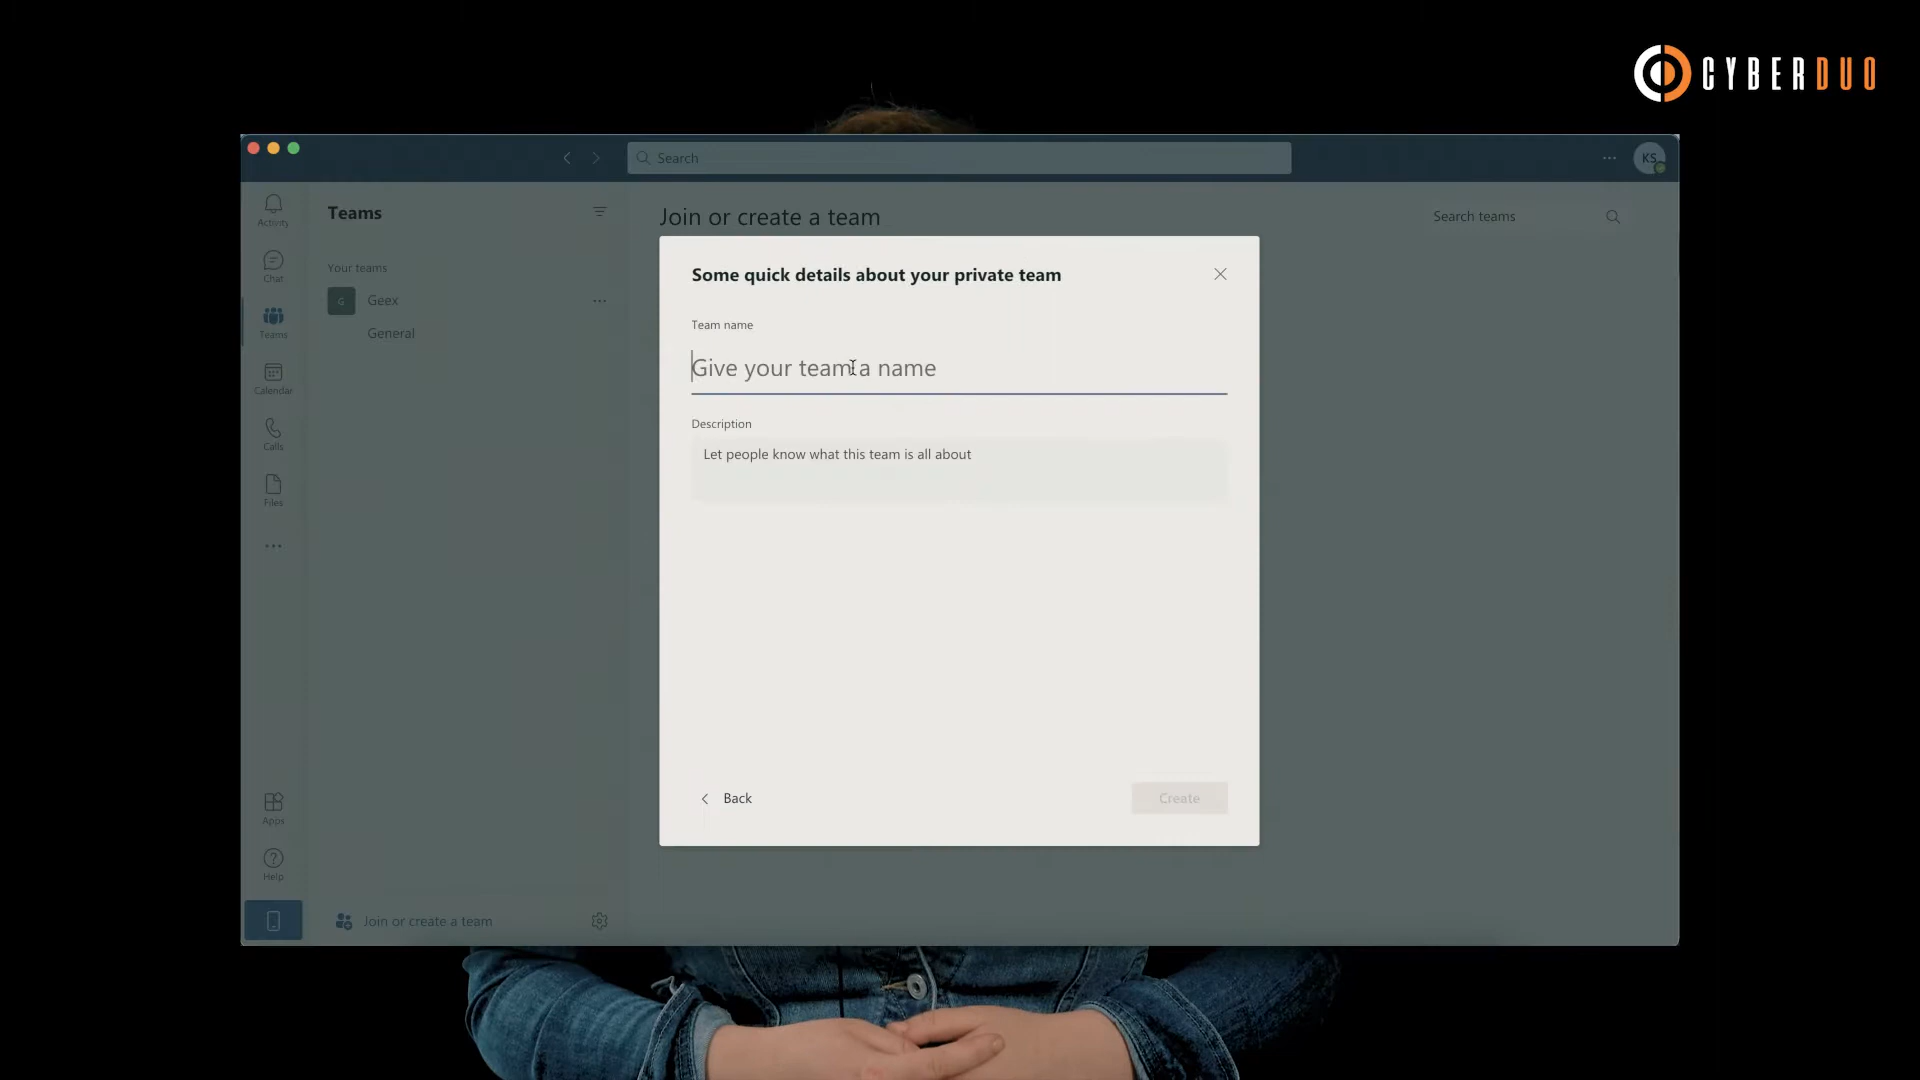 CYBERDUO
Search
KS
Activity
Chat
Teams
Calendar
Calls
Files
Apps
Help
Teams
Your teams
G
Geex
General
Join or create a team
Join or create a team
Search teams
Some quick details about your private team
Team name
Give your team a name
Description
Let people know what this team is all about
Back
Create